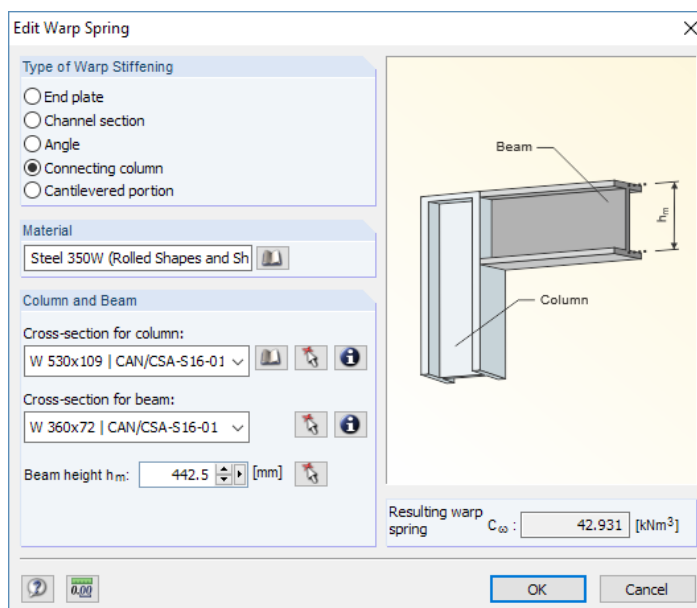 Edit Warp Spring
Type of Warp Stiffening
End plate
Channel section
Angle
Connecting column
Cantilevered portion
Material
Steel 350W (Rolled Shapes and Sh
Column and Beam
Cross-section for column:
W 530x109 | CAN/CSA-S16-01
Cross-section for beam:
W 360x72 | CAN/CSA-S16-01
Beam height hm: 442.5 [mm]
Beam
hm
Column
Resulting warp
spring Cω : 42.931 [kNm³]
0.00
OK Cancel